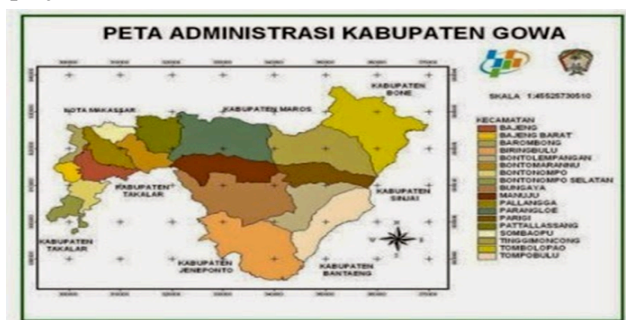 PETA ADMINISTRASI KABUPATEN GOWA
KABUPATEN
BONE
KOTA MAKASSAR
KABUPATEN MAROS
SKALA 1:45525730510
KECAMATAN
BAJENG
BAJENG BARAT
BAROMBONG
BIRINGBULU
BONTOLEMPANGAN
BONTOMARANNU
BONTONOMPO
BONTONOMPO SELATAN
BUNGAYA
MANUJU
PALLANGGA
PARANGLOE
PARIGI
PATTALLASSANG
SOMBAOPU
TINGGIMONCONG
TOMBOLOPAO
TOMPOBULU
KABUPATEN
TAKALAR
KABUPATEN
SINJAI
KABUPATEN
TAKALAR
KABUPATEN
JENEPONTO
KABUPATEN
BANTAENG